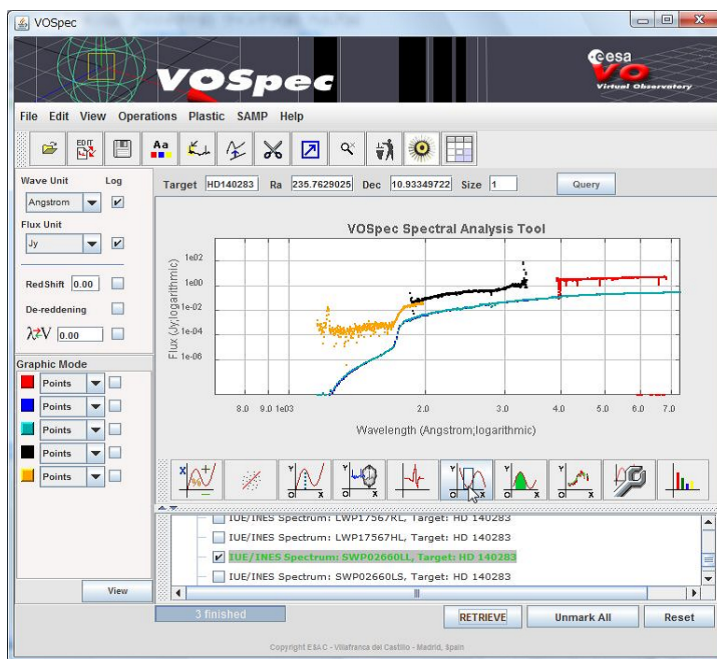 VOSpec
VOSpec
esa
VO
Virtual Observatory
File Edit View Operations Plastic SAMP Help
EDIT
Aa
Wave Unit Log
Angstrom
Flux Unit
Jy
RedShift 0.00
De-reddening
λ⇄V 0.00
Graphic Mode
Points
Points
Points
Points
Points
View
Target HD140283 Ra 235.7629025 Dec 10.93349722 Size 1 Query
VOSpec Spectral Analysis Tool
Flux (Jy;logarithmic)
1e02
1e00
1e-02
1e-04
1e-06
8.0 9.0 1e03 2.0 3.0 4.0 5.0 6.0 7.0
Wavelength (Angstrom;logarithmic)
IUE/INES Spectrum: LWP17567RL, Target: HD 140283
IUE/INES Spectrum: LWP17567HL, Target: HD 140283
IUE/INES Spectrum: SWP02660LL, Target: HD 140283
IUE/INES Spectrum: SWP02660LS, Target: HD 140283
3 finished
RETRIEVE Unmark All Reset
Copyright ESAC - Villafranca del Castillo - Madrid, Spain